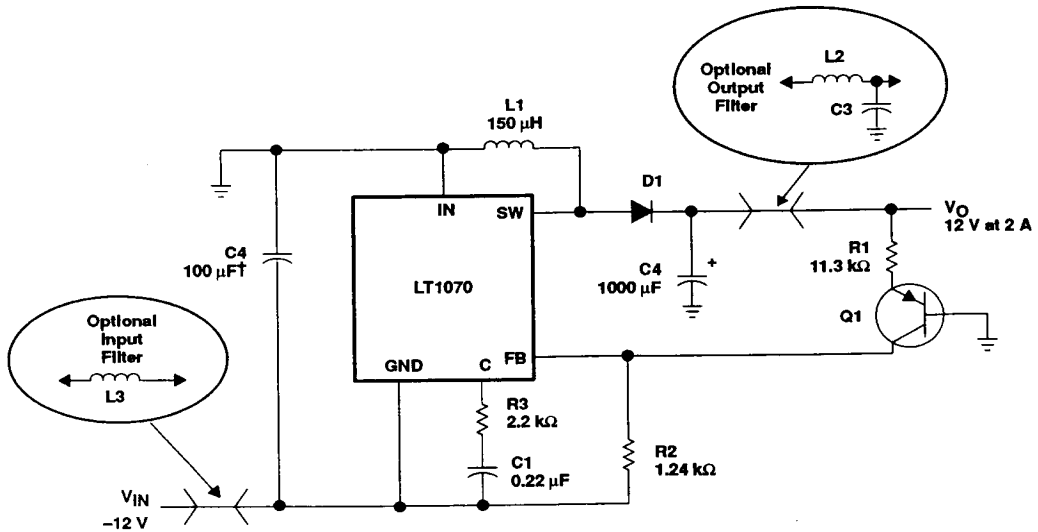 Optional
Output
Filter
L2
C3
L1
150 μH
IN
SW
D1
VO
12 V at 2 A
R1
11.3 kΩ
C4
100 μF†
LT1070
C4
1000 μF
+
Q1
Optional
Input
Filter
L3
GND
C
FB
R3
2.2 kΩ
R2
1.24 kΩ
C1
0.22 μF
VIN
–12 V